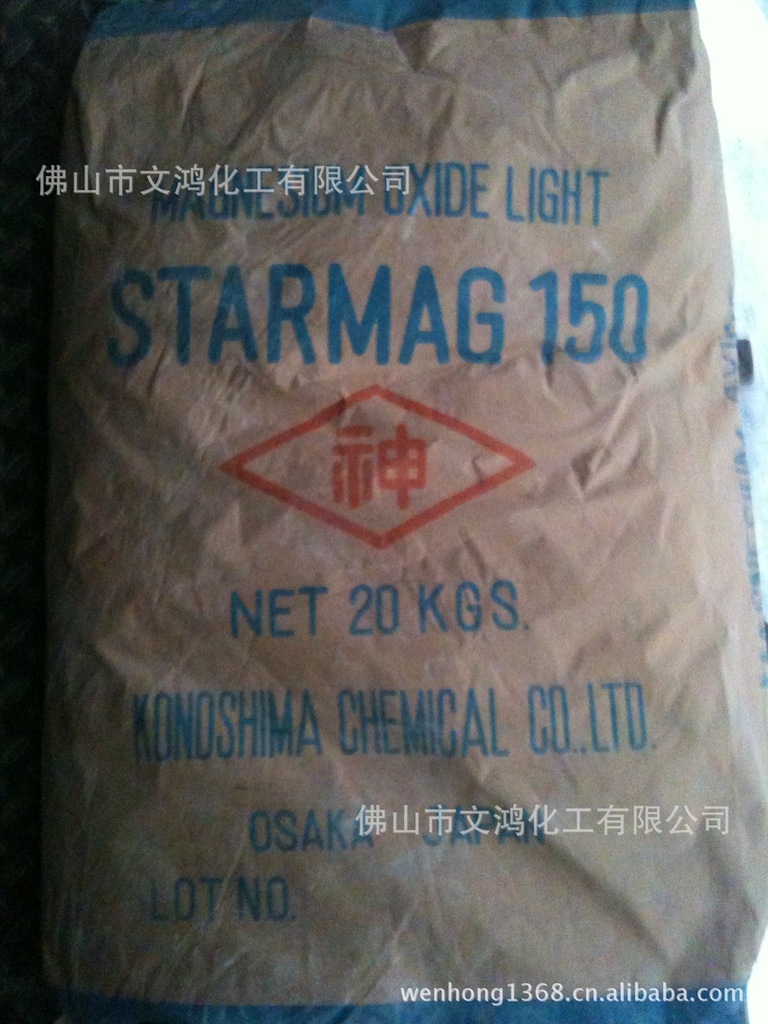 佛山市文鸿化工有限公司
MAGNESIUM OXIDE LIGHT
STARMAG 150
神
NET 20 KGS.
KONOSHIMA CHEMICAL CO.,LTD.
佛山市文鸿化工有限公司
OSAKA JAPAN
LOT NO.
wenhong1368.cn.alibaba.com